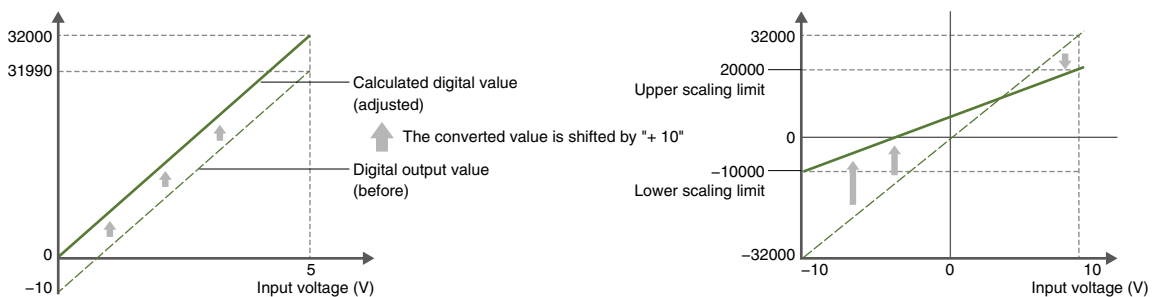 32000
31990
Calculated digital value
(adjusted)
The converted value is shifted by "+ 10"
Digital output value
(before)
0
−10
5
Input voltage (V)
32000
20000
Upper scaling limit
0
−10000
Lower scaling limit
−32000
−10
0
10
Input voltage (V)